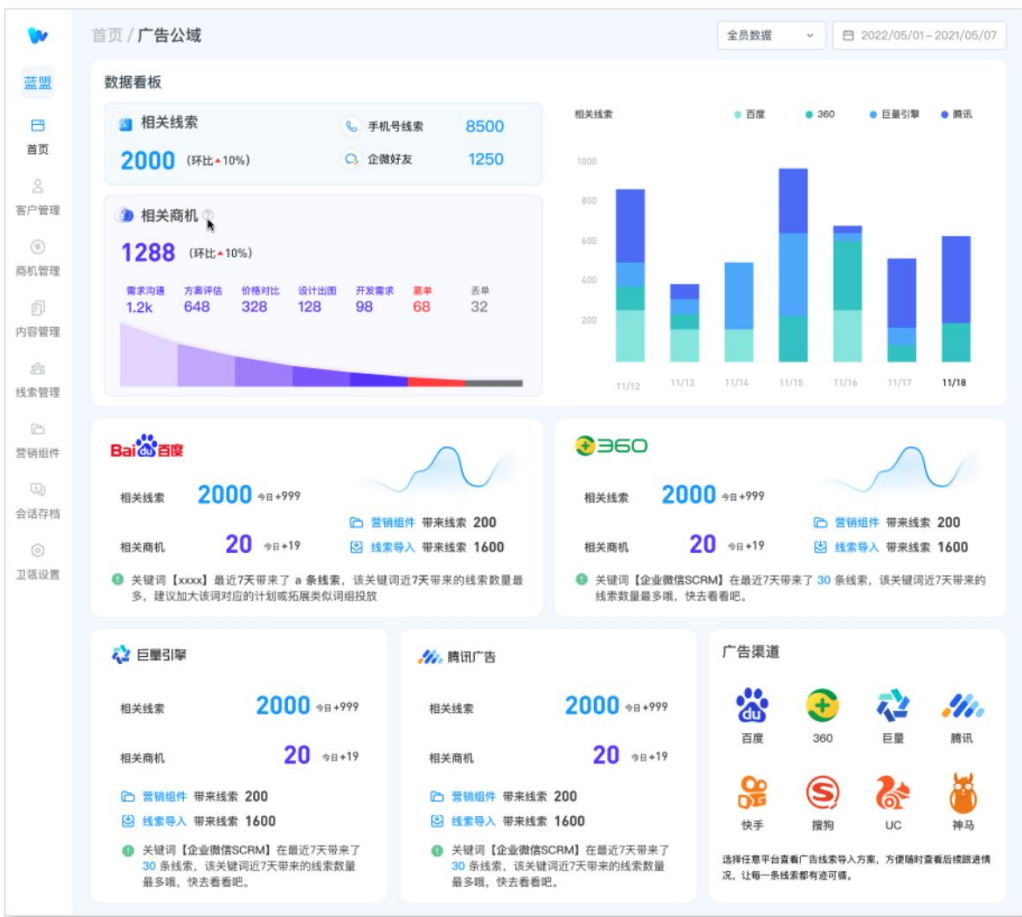 首页 / 广告公域
全员数据
2022/05/01 - 2021/05/07
蓝盟
首页
客户管理
商机管理
内容管理
线索管理
营销组件
会话存档
卫瓴设置
数据看板
相关线索
2000 (环比▲10%)
手机号线索 8500
企微好友 1250
相关商机
1288 (环比▲10%)
需求沟通 方案评估 价格对比 设计出图 开发需求 赢单 丢单
1.2k 648 328 128 98 68 32
相关线索
百度 360 巨量引擎 腾讯
1000
800
600
400
200
11/12 11/13 11/14 11/15 11/16 11/17 11/18
Bai du 百度
相关线索 2000 今日+999
相关商机 20 今日+19
营销组件 带来线索 200
线索导入 带来线索 1600
关键词【xxxx】最近7天带来了 a 条线索，该关键词近7天带来的线索数量最
多，建议加大该词对应的计划或拓展类似词组投放
360
相关线索 2000 今日+999
相关商机 20 今日+19
营销组件 带来线索 200
线索导入 带来线索 1600
关键词【企业微信SCRM】在最近7天带来了 30 条线索，该关键词近7天带来的
线索数量最多哦，快去看看吧。
巨量引擎
相关线索 2000 今日+999
相关商机 20 今日+19
营销组件 带来线索 200
线索导入 带来线索 1600
关键词【企业微信SCRM】在最近7天带来了
30 条线索，该关键词近7天带来的线索数量
最多哦，快去看看吧。
腾讯广告
相关线索 2000 今日+999
相关商机 20 今日+19
营销组件 带来线索 200
线索导入 带来线索 1600
关键词【企业微信SCRM】在最近7天带来了
30 条线索，该关键词近7天带来的线索数量
最多哦，快去看看吧。
广告渠道
百度 360 巨量 腾讯
快手 搜狗 UC 神马
选择任意平台查看广告线索导入方案，方便随时查看后续跟进情
况，让每一条线索都有迹可循。